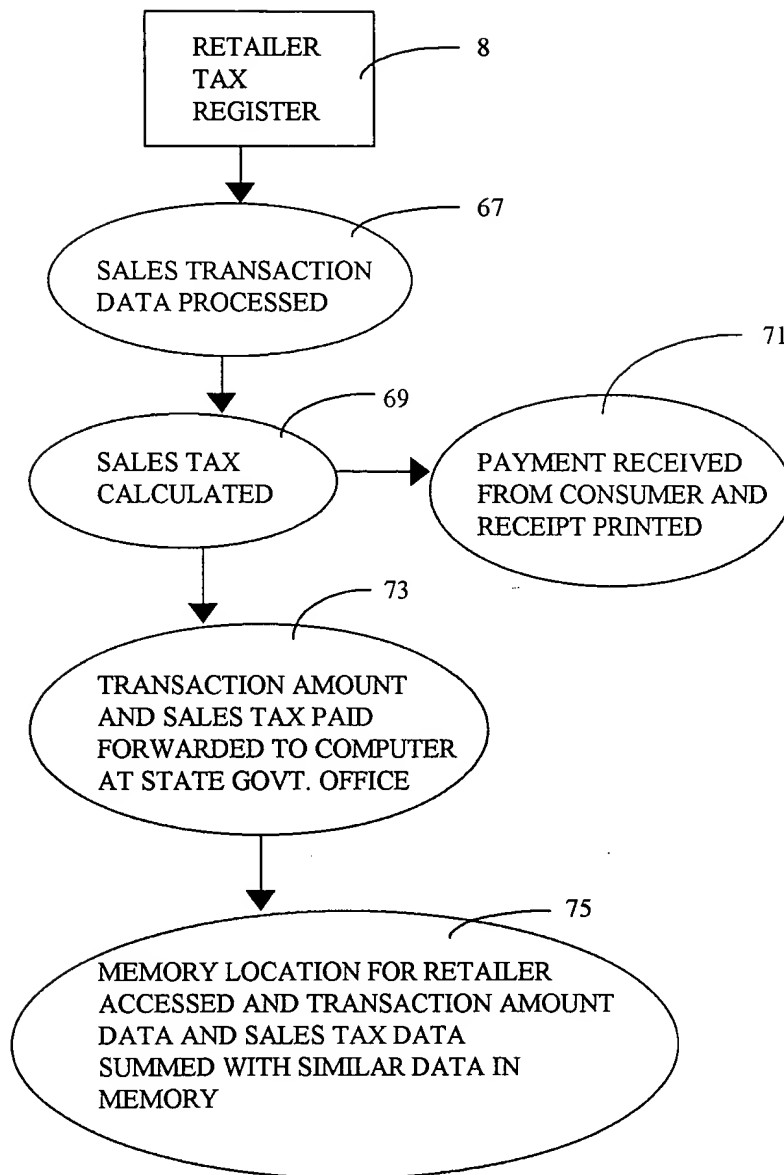 RETAILER
TAX
REGISTER
8
67
SALES TRANSACTION
DATA PROCESSED
71
69
SALES TAX
CALCULATED
PAYMENT RECEIVED
FROM CONSUMER AND
RECEIPT PRINTED
73
TRANSACTION AMOUNT
AND SALES TAX PAID
FORWARDED TO COMPUTER
AT STATE GOVT. OFFICE
75
MEMORY LOCATION FOR RETAILER
ACCESSED AND TRANSACTION AMOUNT
DATA AND SALES TAX DATA
SUMMED WITH SIMILAR DATA IN
MEMORY